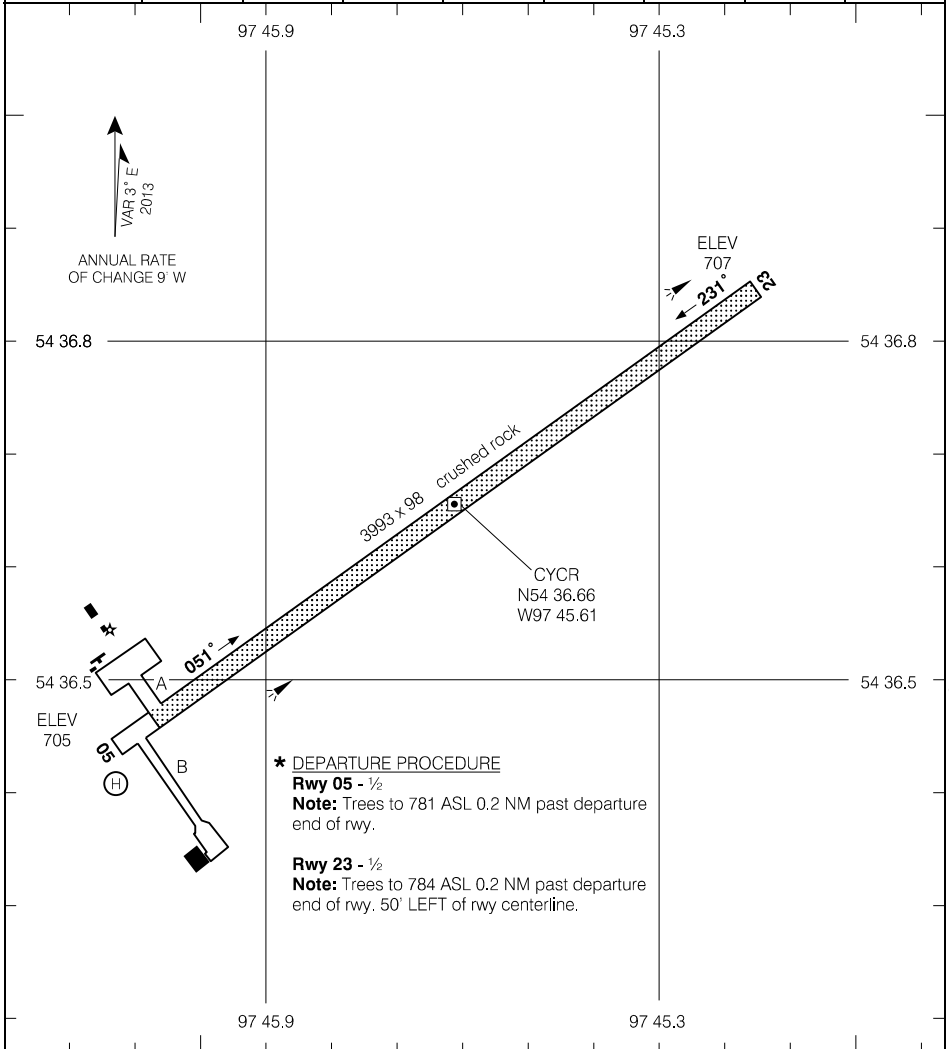 97 45.9
97 45.3
VAR 3° E
2013
ANNUAL RATE
OF CHANGE 9' W
ELEV
707
231°
23
54 36.8
54 36.8
3993 x 98 crushed rock
CYCR
N54 36.66
W97 45.61
051°
54 36.5
A
54 36.5
ELEV
705
05
H
B
* DEPARTURE PROCEDURE
Rwy 05 - ½
Note: Trees to 781 ASL 0.2 NM past departure
end of rwy.
Rwy 23 - ½
Note: Trees to 784 ASL 0.2 NM past departure
end of rwy. 50' LEFT of rwy centerline.
97 45.9
97 45.3